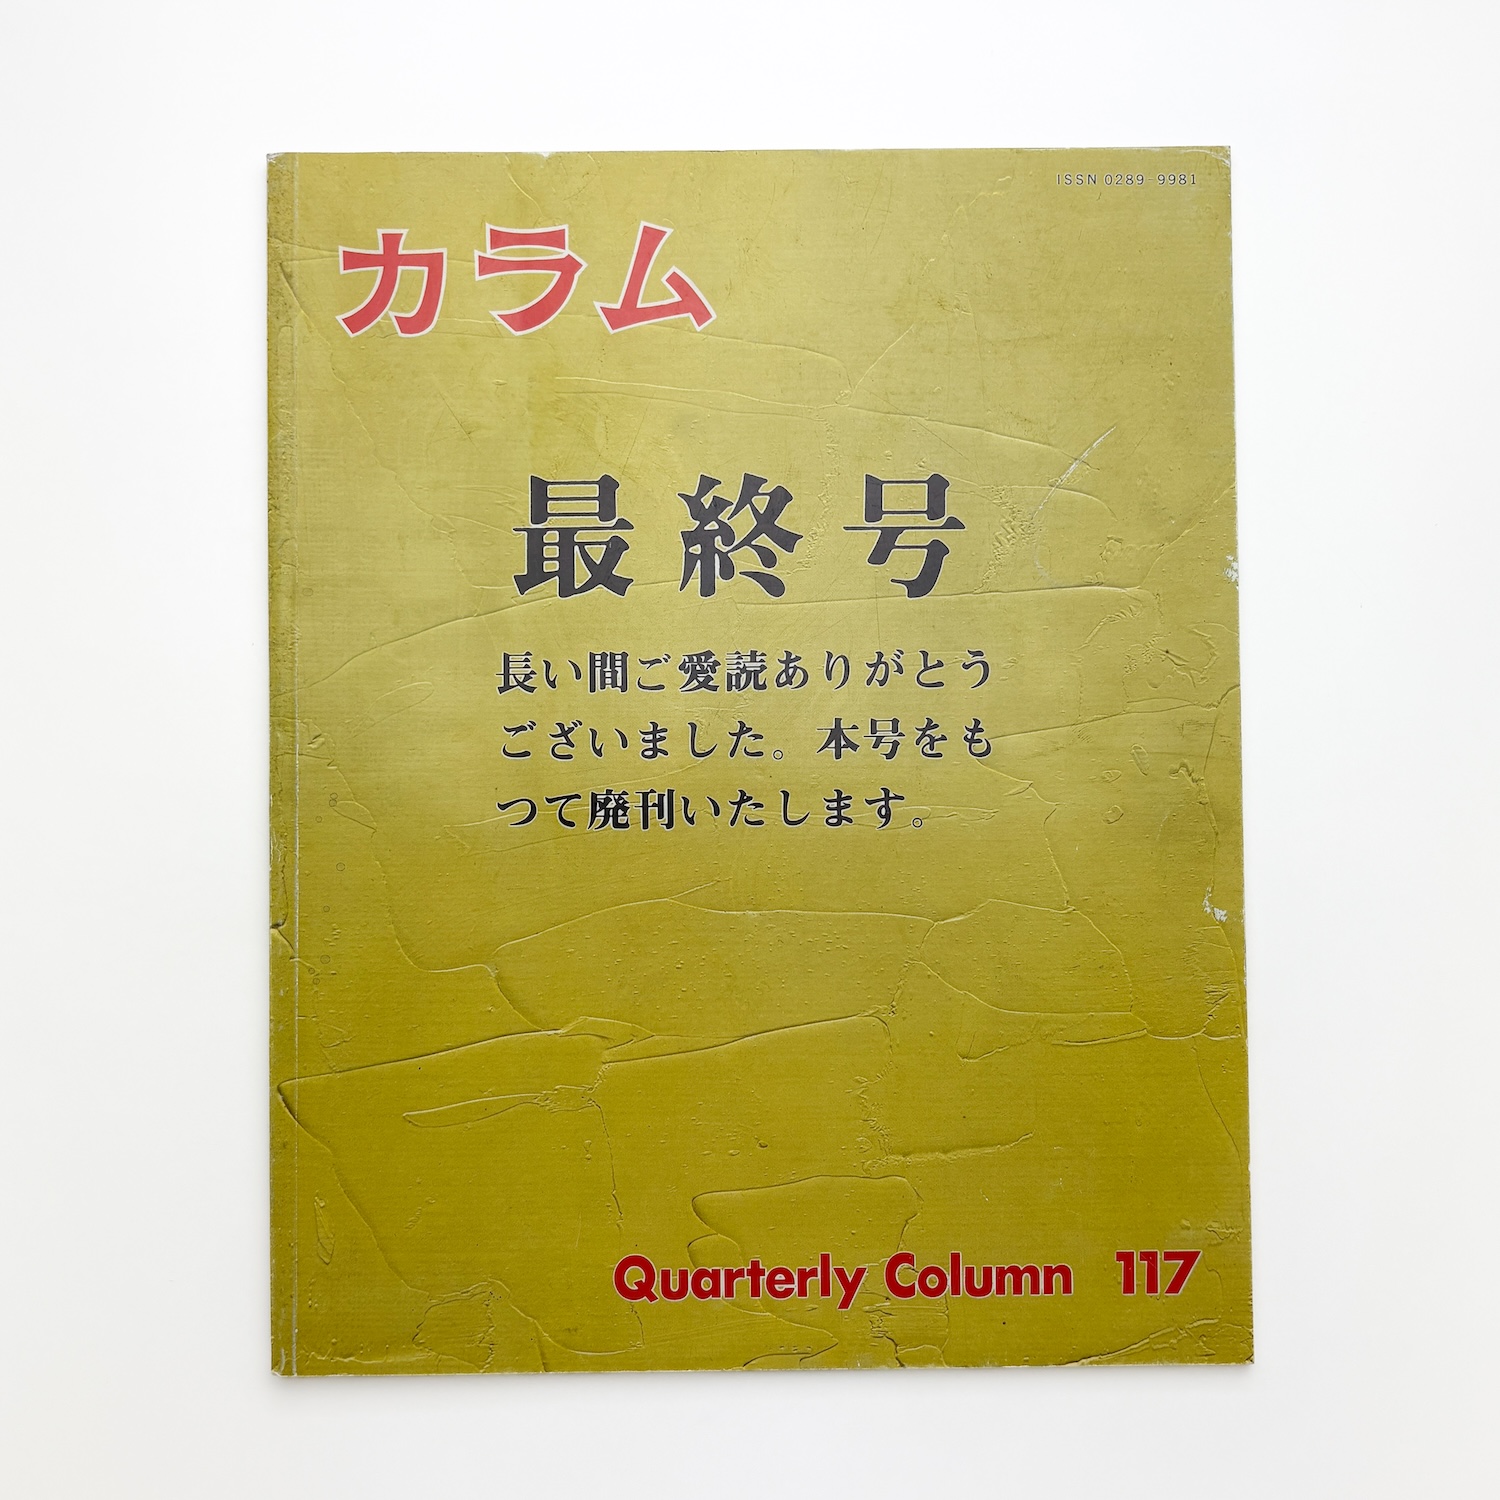 ISSN 0289-9981
カラム
最終号
長い間ご愛読ありがとう
ございました。本号をも
つて廃刊いたします。
Quarterly Column 117